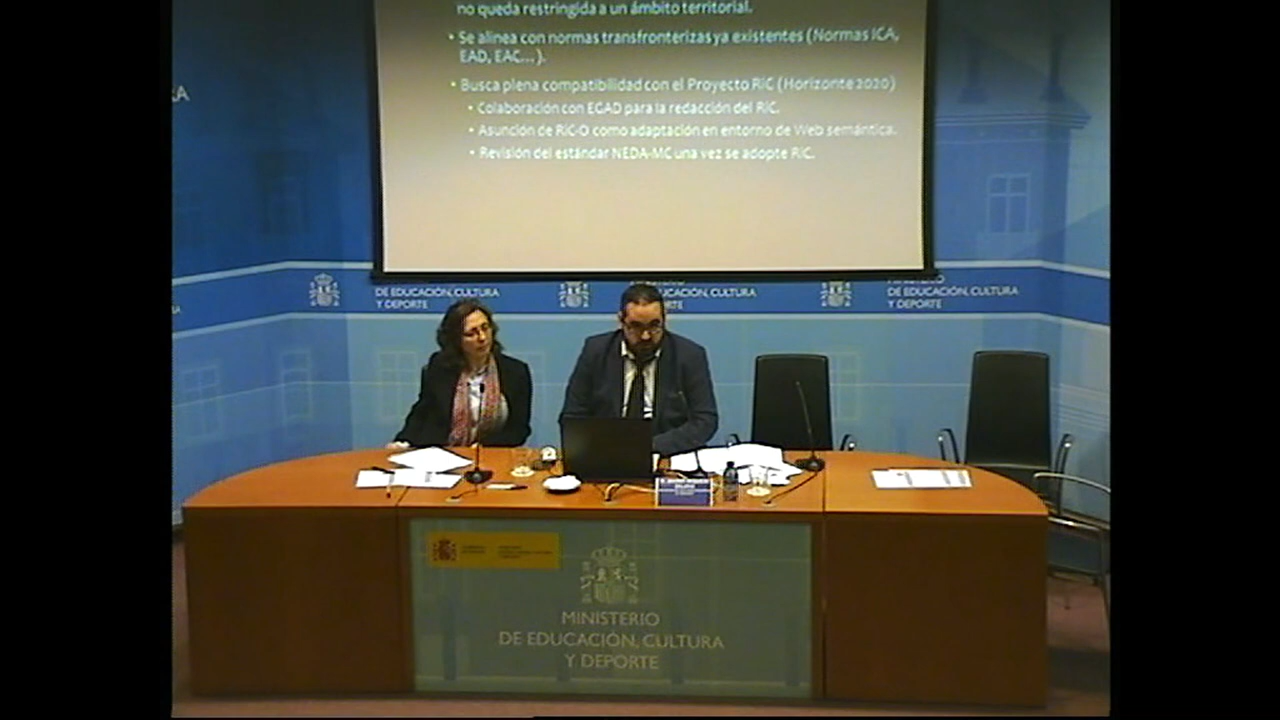 no queda restringida a un ámbito territorial.
• Se alinea con normas transfronterizas ya existentes (Normas ICA,
EAD, EAC...).
• Busca plena compatibilidad con el Proyecto RiC (Horizonte 2020)
• Colaboración con EGAD para la redacción del RiC.
• Asunción de RiC-O como adaptación en entorno de Web semántica.
• Revisión del estándar NEDA-MC una vez se adopte RiC.
DE EDUCACIÓN, CULTURA
Y DEPORTE
EDUCACIÓN, CULTURA
DEPORTE
MINISTERIO
DE EDUCACIÓN, CULTURA
Y DEPORTE
MINISTERIO
DE EDUCACIÓN, CULTURA
Y DEPORTE